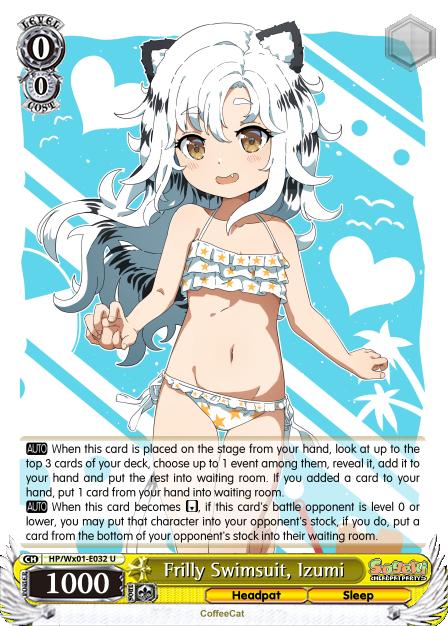 LEVEL
0
0
COST
AUTO When this card is placed on the stage from your hand, look at up to the
top 3 cards of your deck, choose up to 1 event among them, reveal it, add it to
your hand and put the rest into waiting room. If you added a card to your
hand, put 1 card from your hand into waiting room.
AUTO When this card becomes, if this card's battle opponent is level 0 or
lower, you may put that character into your opponent's stock, if you do, put a
card from the bottom of your opponent's stock into their waiting room.
CH HP/Wx01-E032 U
POWER 1000 SOUL Frilly Swimsuit, Izumi
Headpat Sleep
CoffeeCat